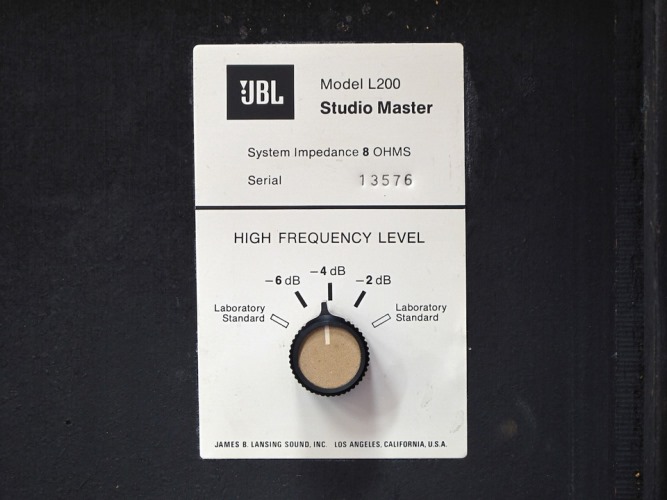 JBL
Model L200
Studio Master
System Impedance 8 OHMS
Serial 13576
HIGH FREQUENCY LEVEL
–4 dB
–6 dB
–2 dB
Laboratory
Standard
Laboratory
Standard
JAMES B. LANSING SOUND, INC. LOS ANGELES, CALIFORNIA, U.S.A.